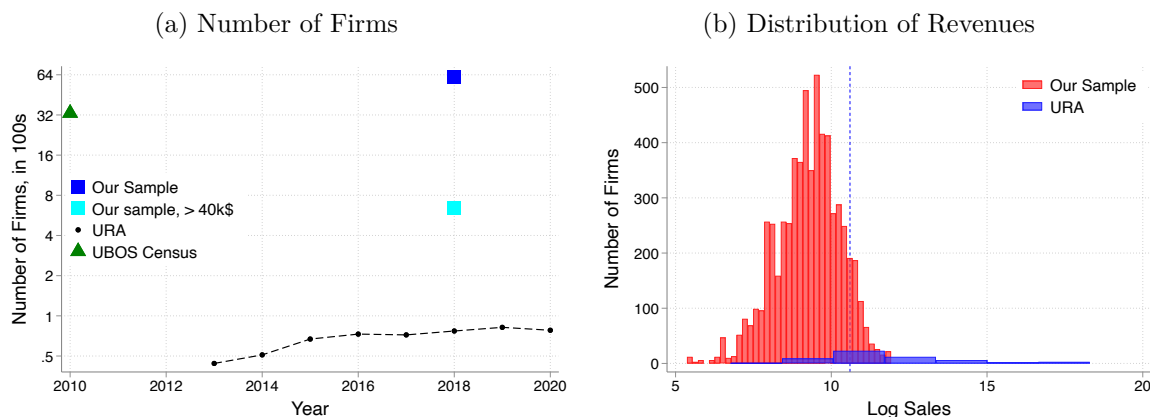 (a) Number of Firms
Number of Firms, in 100s
64
32
16
8
4
2
1
.5
Our Sample
Our sample, > 40k$
URA
UBOS Census
2010 2012 2014 2016 2018 2020
Year
(b) Distribution of Revenues
Number of Firms
500
400
300
200
100
0
Our Sample
URA
5 10 15 20
Log Sales